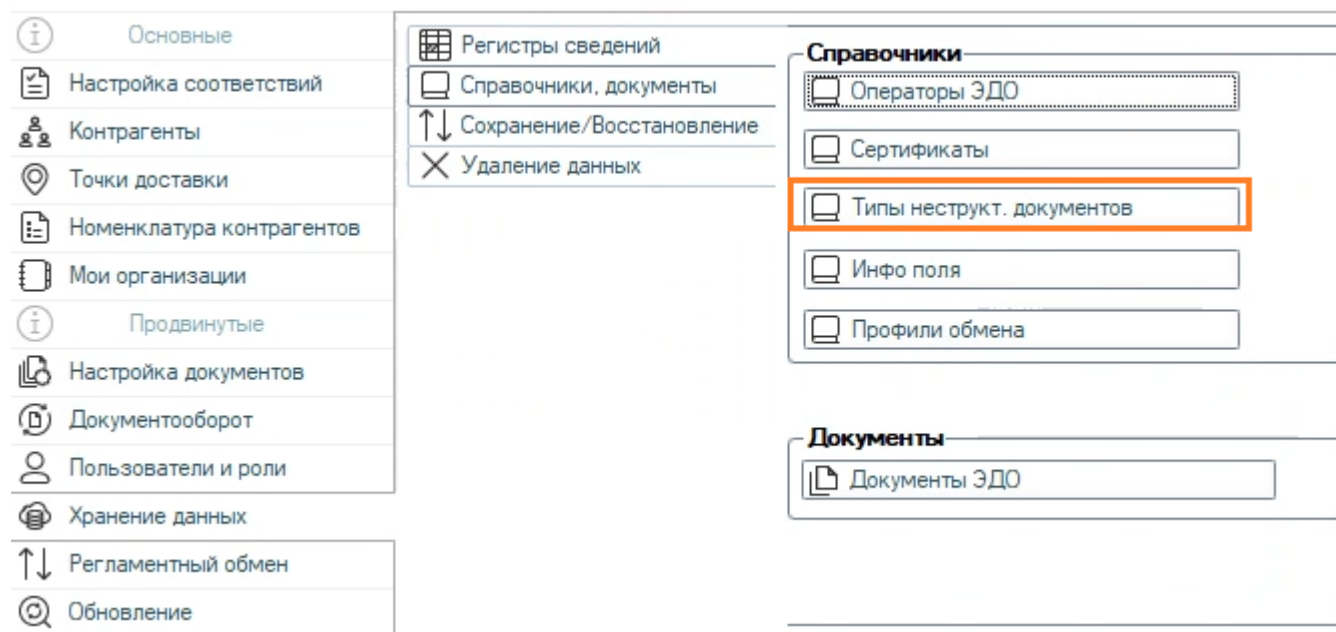 Основные
Настройка соответствий
Контрагенты
Точки доставки
Номенклатура контрагентов
Мои организации
Продвинутые
Настройка документов
Документооборот
Пользователи и роли
Хранение данных
Регламентный обмен
Обновление
Регистры сведений
Справочники, документы
Сохранение/Восстановление
Удаление данных
Справочники
Операторы ЭДО
Сертификаты
Типы неструкт. документов
Инфо поля
Профили обмена
Документы
Документы ЭДО